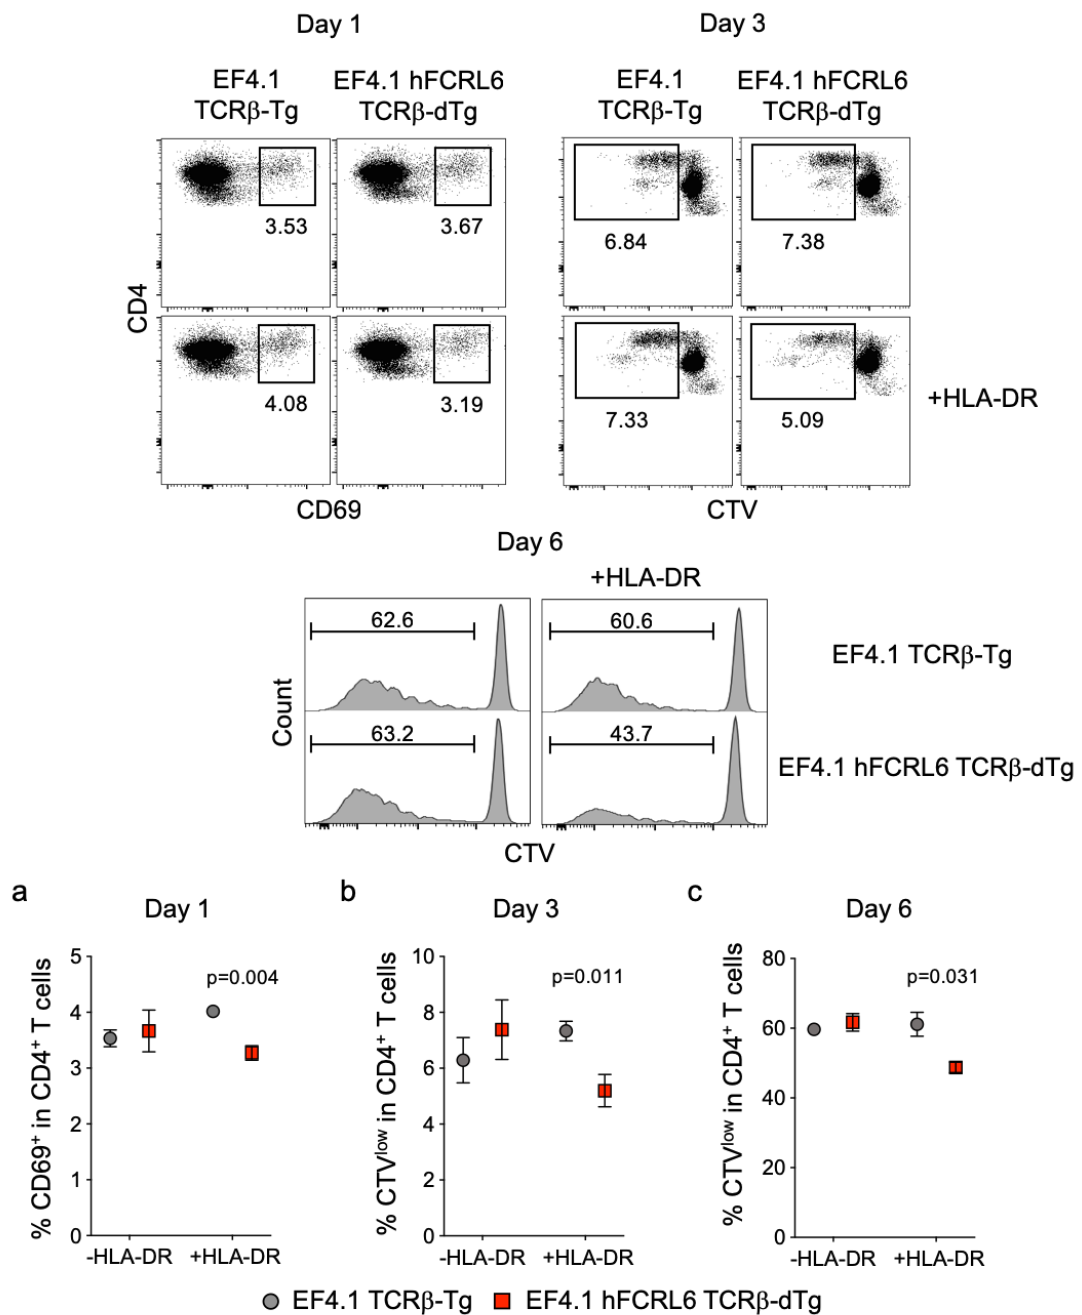 Day 1
Day 3
EF4.1
TCRβ-Tg
EF4.1 hFCRL6
TCRβ-dTg
EF4.1
TCRβ-Tg
EF4.1 hFCRL6
TCRβ-dTg
3.53
3.67
6.84
7.38
CD4
4.08
3.19
7.33
5.09
+HLA-DR
CD69
CTV
Day 6
+HLA-DR
62.6
60.6
EF4.1 TCRβ-Tg
Count
63.2
43.7
EF4.1 hFCRL6 TCRβ-dTg
CTV
a
Day 1
% CD69⁺ in CD4⁺ T cells
5
4
3
2
1
0
p=0.004
-HLA-DR
+HLA-DR
b
Day 3
% CTVˡᵒʷ in CD4⁺ T cells
10
8
6
4
2
0
p=0.011
-HLA-DR
+HLA-DR
c
Day 6
% CTVˡᵒʷ in CD4⁺ T cells
80
60
40
20
0
p=0.031
-HLA-DR
+HLA-DR
EF4.1 TCRβ-Tg
EF4.1 hFCRL6 TCRβ-dTg